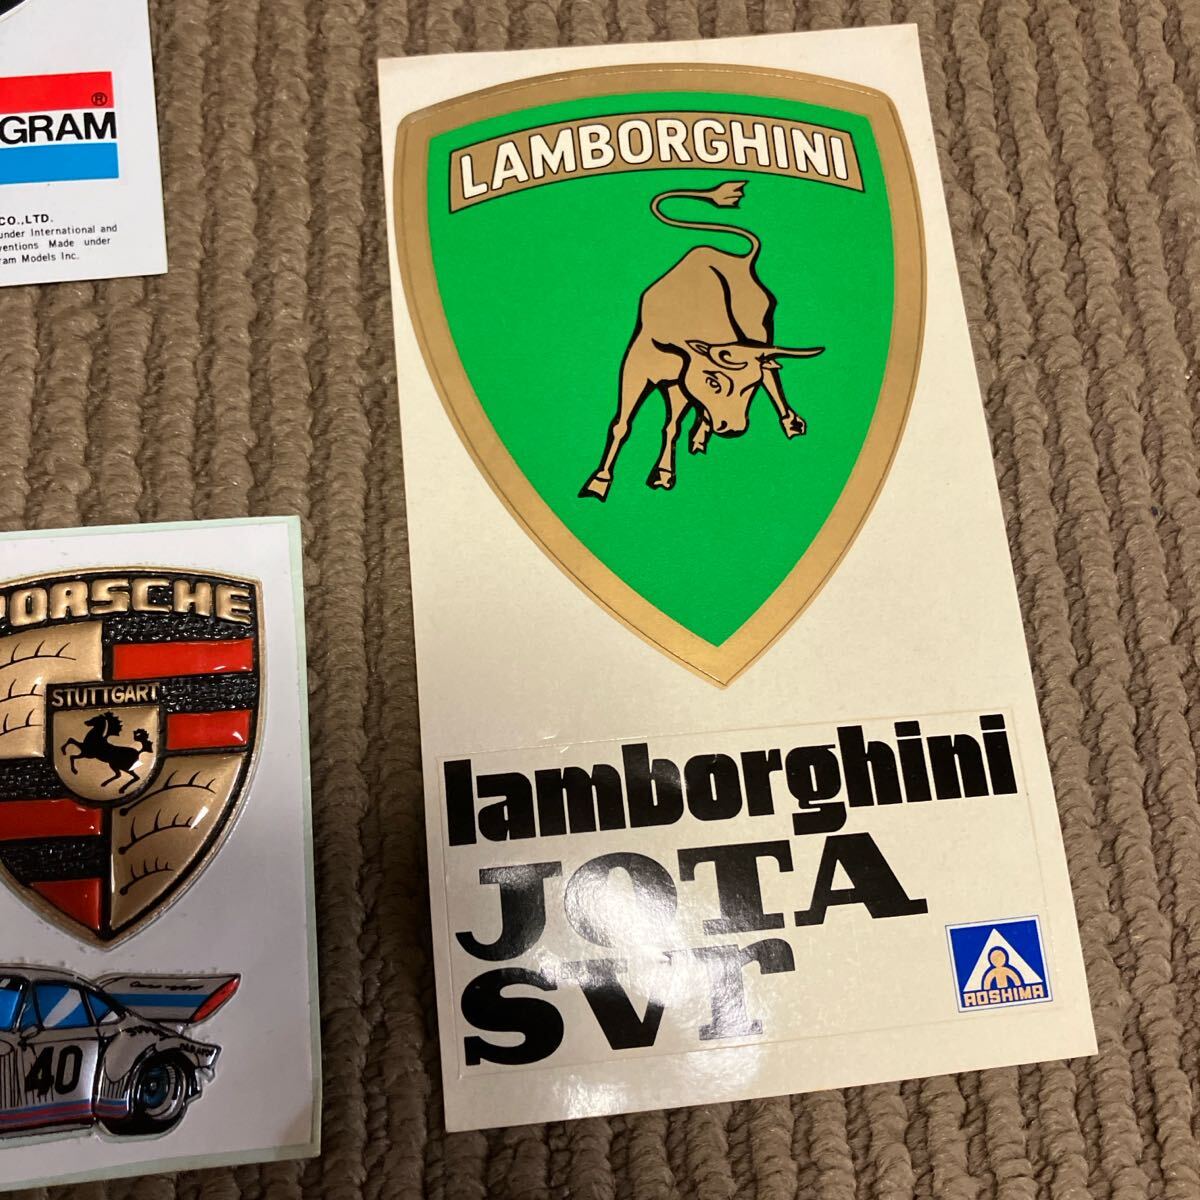 ®
GRAM
CO.,LTD.
under International and
ventions Made under
ram Models Inc.
LAMBORGHINI
PORSCHE
STUTTGART
40
lamborghini
JOTA
SVr
AOSHIMA